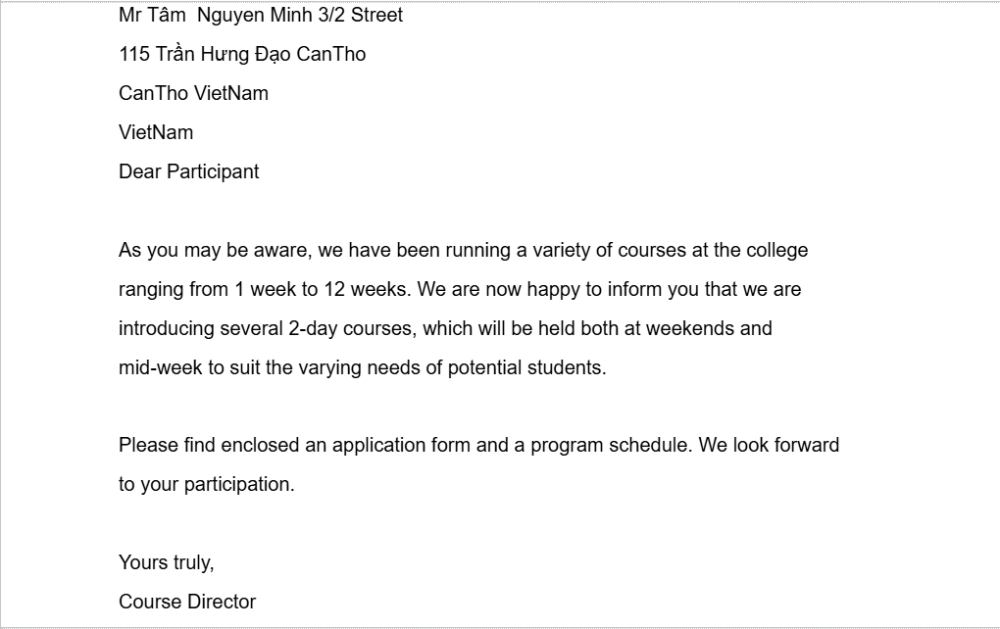 Mr Tâm  Nguyen Minh 3/2 Street
115 Trần Hưng Đạo CanTho
CanTho VietNam
VietNam
Dear Participant
As you may be aware, we have been running a variety of courses at the college
ranging from 1 week to 12 weeks. We are now happy to inform you that we are
introducing several 2-day courses, which will be held both at weekends and
mid-week to suit the varying needs of potential students.
Please find enclosed an application form and a program schedule. We look forward
to your participation.
Yours truly,
Course Director